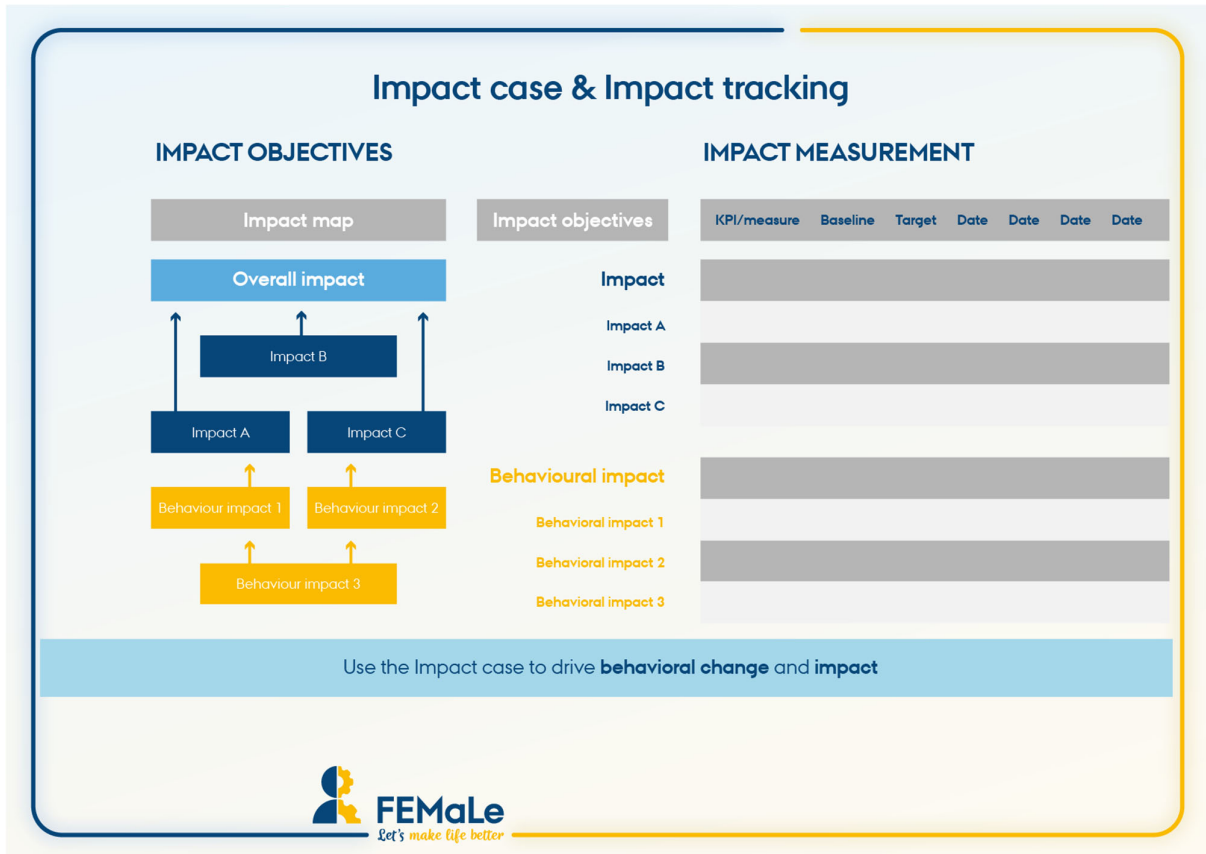 Impact case & Impact tracking
IMPACT OBJECTIVES
IMPACT MEASUREMENT
Impact map
Impact objectives
KPI/measure Baseline Target Date Date Date Date
Overall impact
Impact B
Impact A
Impact C
Behaviour impact 1
Behaviour impact 2
Behaviour impact 3
Impact
Impact A
Impact B
Impact C
Behavioural impact
Behavioral impact 1
Behavioral impact 2
Behavioral impact 3
Use the Impact case to drive behavioral change and impact
FEMaLe
Let's make life better